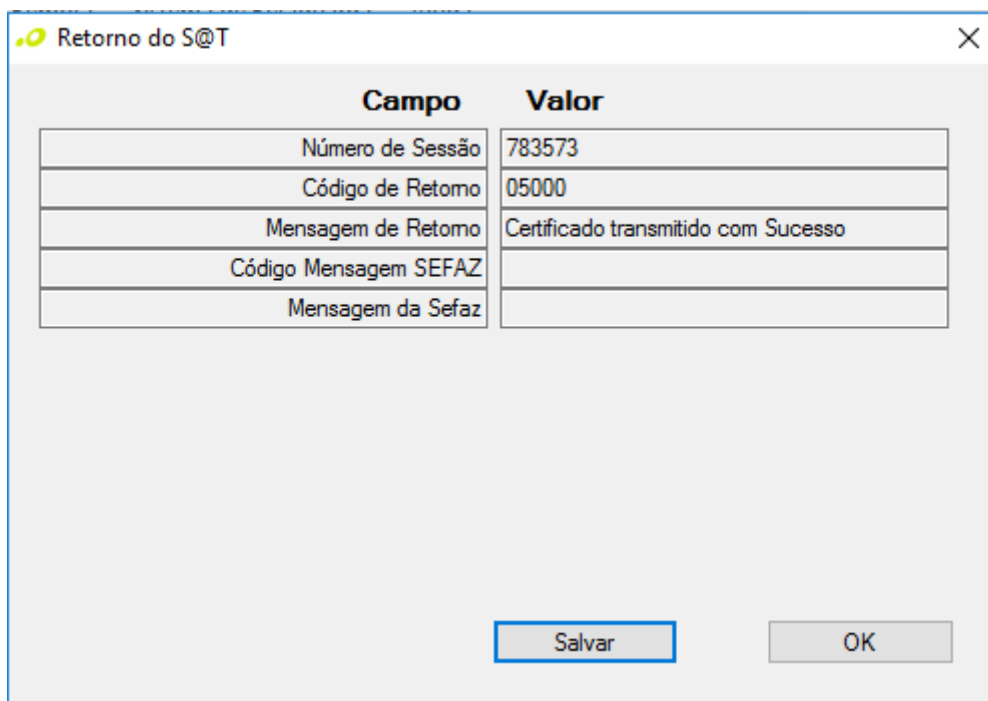 Retorno do S@T
Campo Valor
Número de Sessão 783573
Código de Retorno 05000
Mensagem de Retorno Certificado transmitido com Sucesso
Código Mensagem SEFAZ
Mensagem da Sefaz
Salvar OK